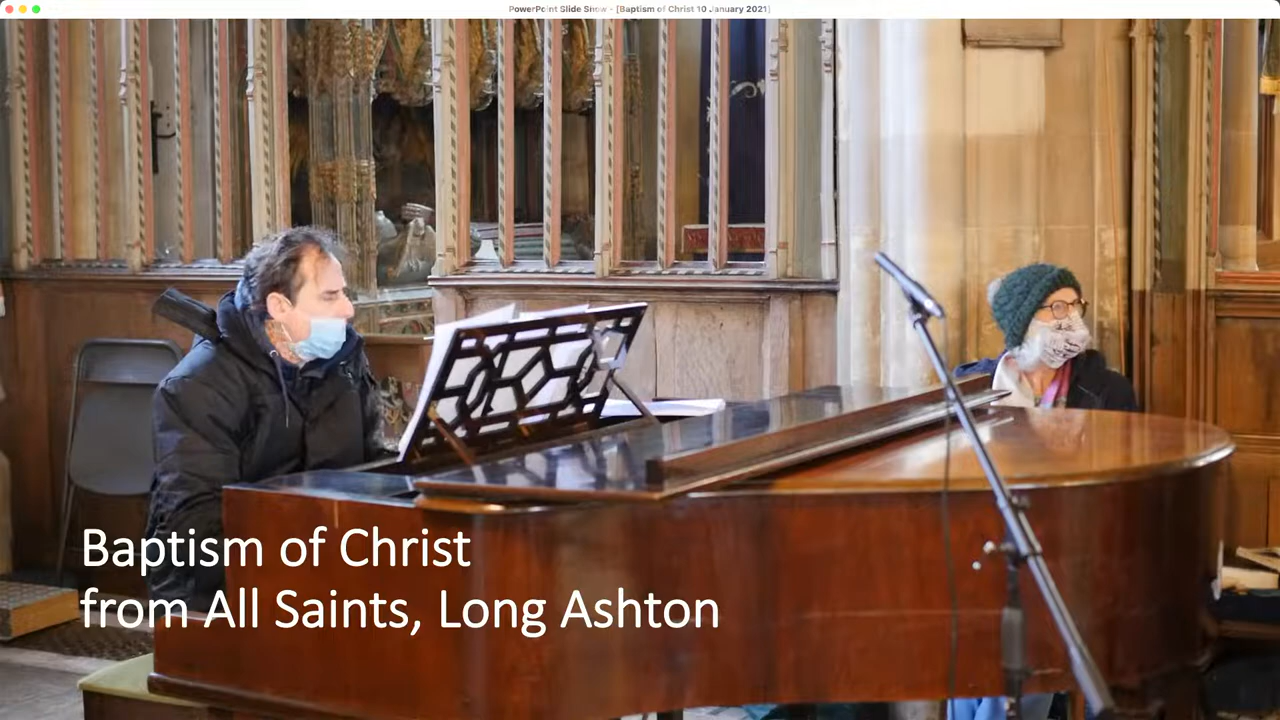 PowerPoint Slide Show - [Baptism of Christ 10 January 2021]
Baptism of Christ
from All Saints, Long Ashton